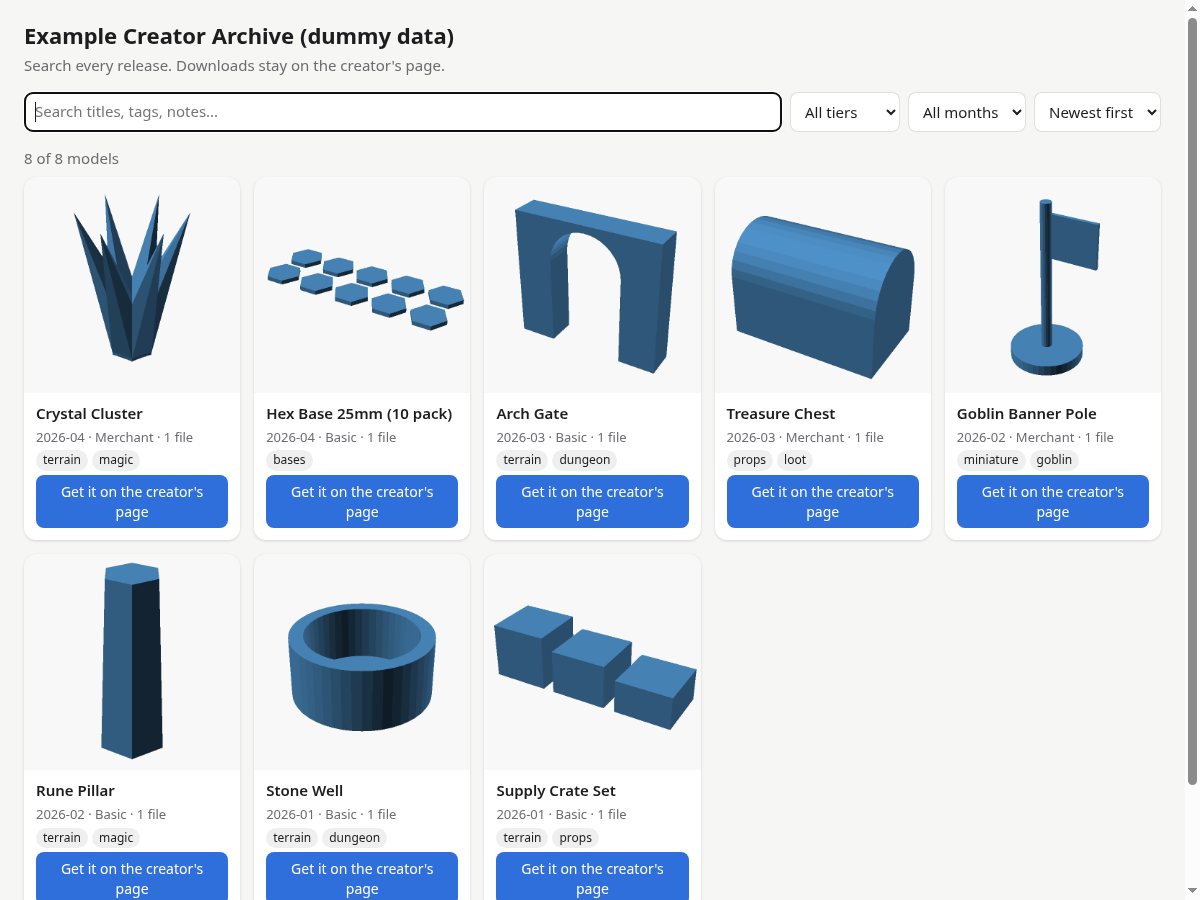 Example Creator Archive (dummy data)
Search every release. Downloads stay on the creator's page.
Search titles, tags, notes...
All tiers
All months
Newest first
8 of 8 models
Crystal Cluster
2026-04 · Merchant · 1 file
terrain magic
Get it on the creator's
page
Hex Base 25mm (10 pack)
2026-04 · Basic · 1 file
bases
Get it on the creator's
page
Arch Gate
2026-03 · Basic · 1 file
terrain dungeon
Get it on the creator's
page
Treasure Chest
2026-03 · Merchant · 1 file
props loot
Get it on the creator's
page
Goblin Banner Pole
2026-02 · Merchant · 1 file
miniature goblin
Get it on the creator's
page
Rune Pillar
2026-02 · Basic · 1 file
terrain magic
Get it on the creator's
page
Stone Well
2026-01 · Basic · 1 file
terrain dungeon
Get it on the creator's
page
Supply Crate Set
2026-01 · Basic · 1 file
terrain props
Get it on the creator's
page